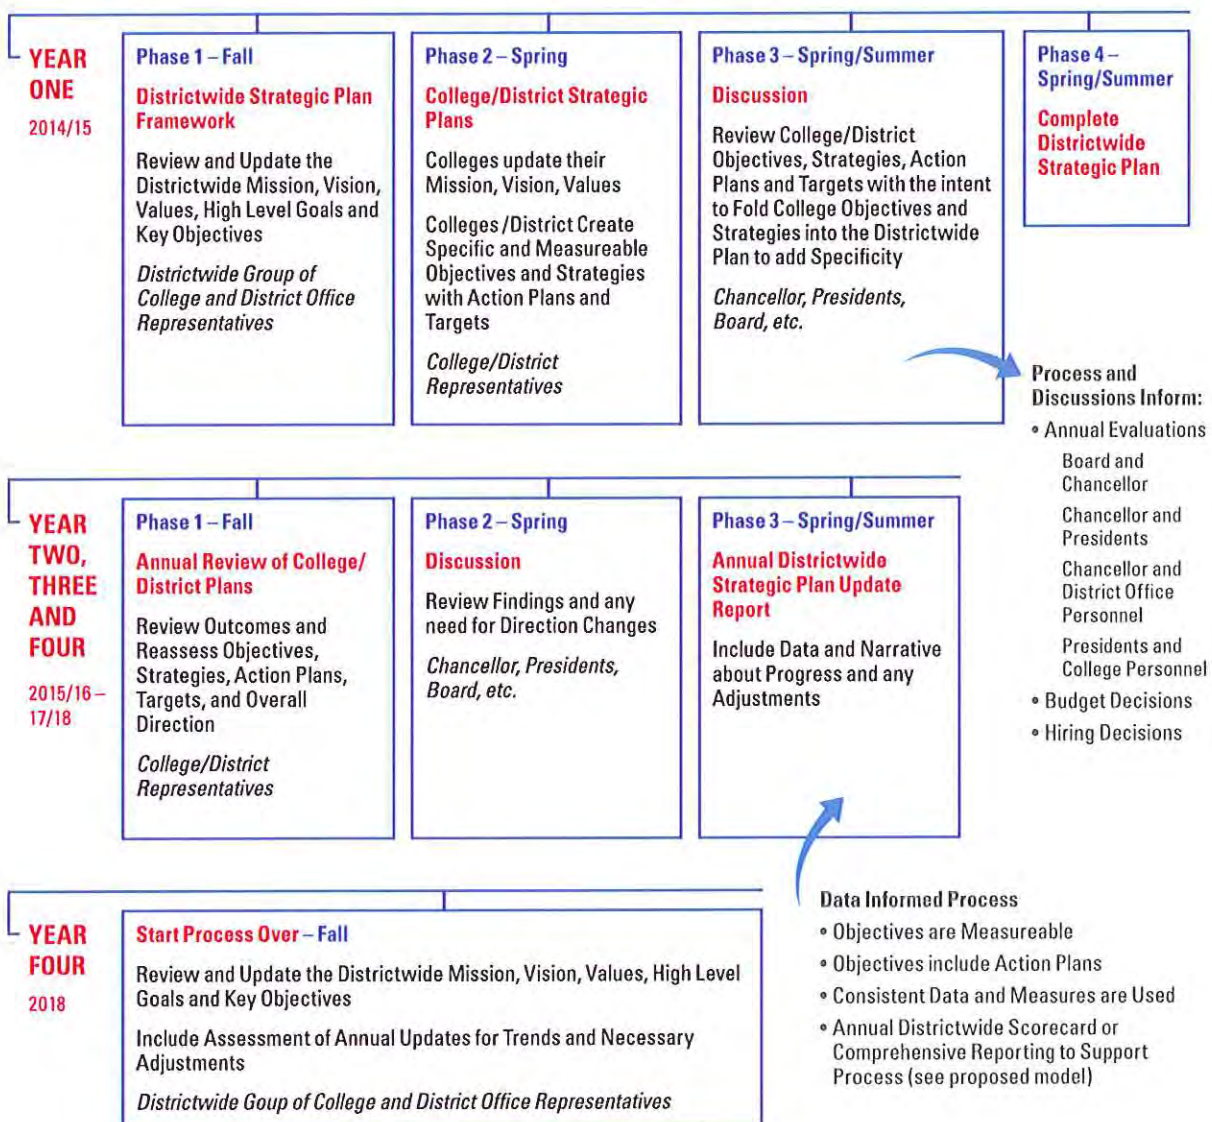 YEAR
ONE
2014/15
Phase 1 – Fall
Districtwide Strategic Plan
Framework
Review and Update the
Districtwide Mission, Vision,
Values, High Level Goals and
Key Objectives
Districtwide Group of
College and District Office
Representatives
Phase 2 – Spring
College/District Strategic
Plans
Colleges update their
Mission, Vision, Values
Colleges/District Create
Specific and Measureable
Objectives and Strategies
with Action Plans and
Targets
College/District
Representatives
Phase 3 – Spring/Summer
Discussion
Review College/District
Objectives, Strategies, Action
Plans and Targets with the intent
to Fold College Objectives and
Strategies into the Districtwide
Plan to add Specificity
Chancellor, Presidents,
Board, etc.
Phase 4 –
Spring/Summer
Complete
Districtwide
Strategic Plan
Process and
Discussions Inform:
• Annual Evaluations
Board and
Chancellor
Chancellor and
Presidents
Chancellor and
District Office
Personnel
Presidents and
College Personnel
• Budget Decisions
• Hiring Decisions
YEAR
TWO,
THREE
AND
FOUR
2015/16 –
17/18
Phase 1 – Fall
Annual Review of College/
District Plans
Review Outcomes and
Reassess Objectives,
Strategies, Action Plans,
Targets, and Overall
Direction
College/District
Representatives
Phase 2 – Spring
Discussion
Review Findings and any
need for Direction Changes
Chancellor, Presidents,
Board, etc.
Phase 3 – Spring/Summer
Annual Districtwide
Strategic Plan Update
Report
Include Data and Narrative
about Progress and any
Adjustments
YEAR
FOUR
2018
Start Process Over – Fall
Review and Update the Districtwide Mission, Vision, Values, High Level
Goals and Key Objectives
Include Assessment of Annual Updates for Trends and Necessary
Adjustments
Districtwide Goup of College and District Office Representatives
Data Informed Process
• Objectives are Measureable
• Objectives include Action Plans
• Consistent Data and Measures are Used
• Annual Districtwide Scorecard or
Comprehensive Reporting to Support
Process (see proposed model)